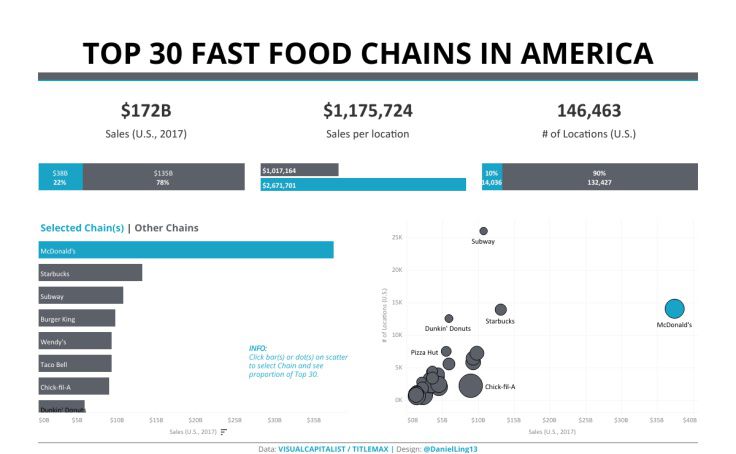 TOP 30 FAST FOOD CHAINS IN AMERICA
$172B
Sales (U.S., 2017)
$1,175,724
Sales per location
146,463
# of Locations (U.S.)
$38B
22%
$135B
78%
$1,017,164
$2,671,701
10%
14,036
90%
132,427
Selected Chain(s) | Other Chains
McDonald's
Starbucks
Subway
Burger King
Wendy's
Taco Bell
Chick-fil-A
Dunkin' Donuts
INFO:
Click bar(s) or dot(s) on scatter
to select Chain and see
proportion of Top 30.
$0B $5B $10B $15B $20B $25B $30B $35B
Sales (U.S., 2017)
# of Locations (U.S.)
25K
20K
15K
10K
5K
0K
Subway
Dunkin' Donuts
Starbucks
McDonald's
Pizza Hut
Chick-fil-A
$0B $5B $10B $15B $20B $25B $30B $35B $40B
Sales (U.S., 2017)
Data: VISUALCAPITALIST / TITLEMAX | Design: @DanielLing13